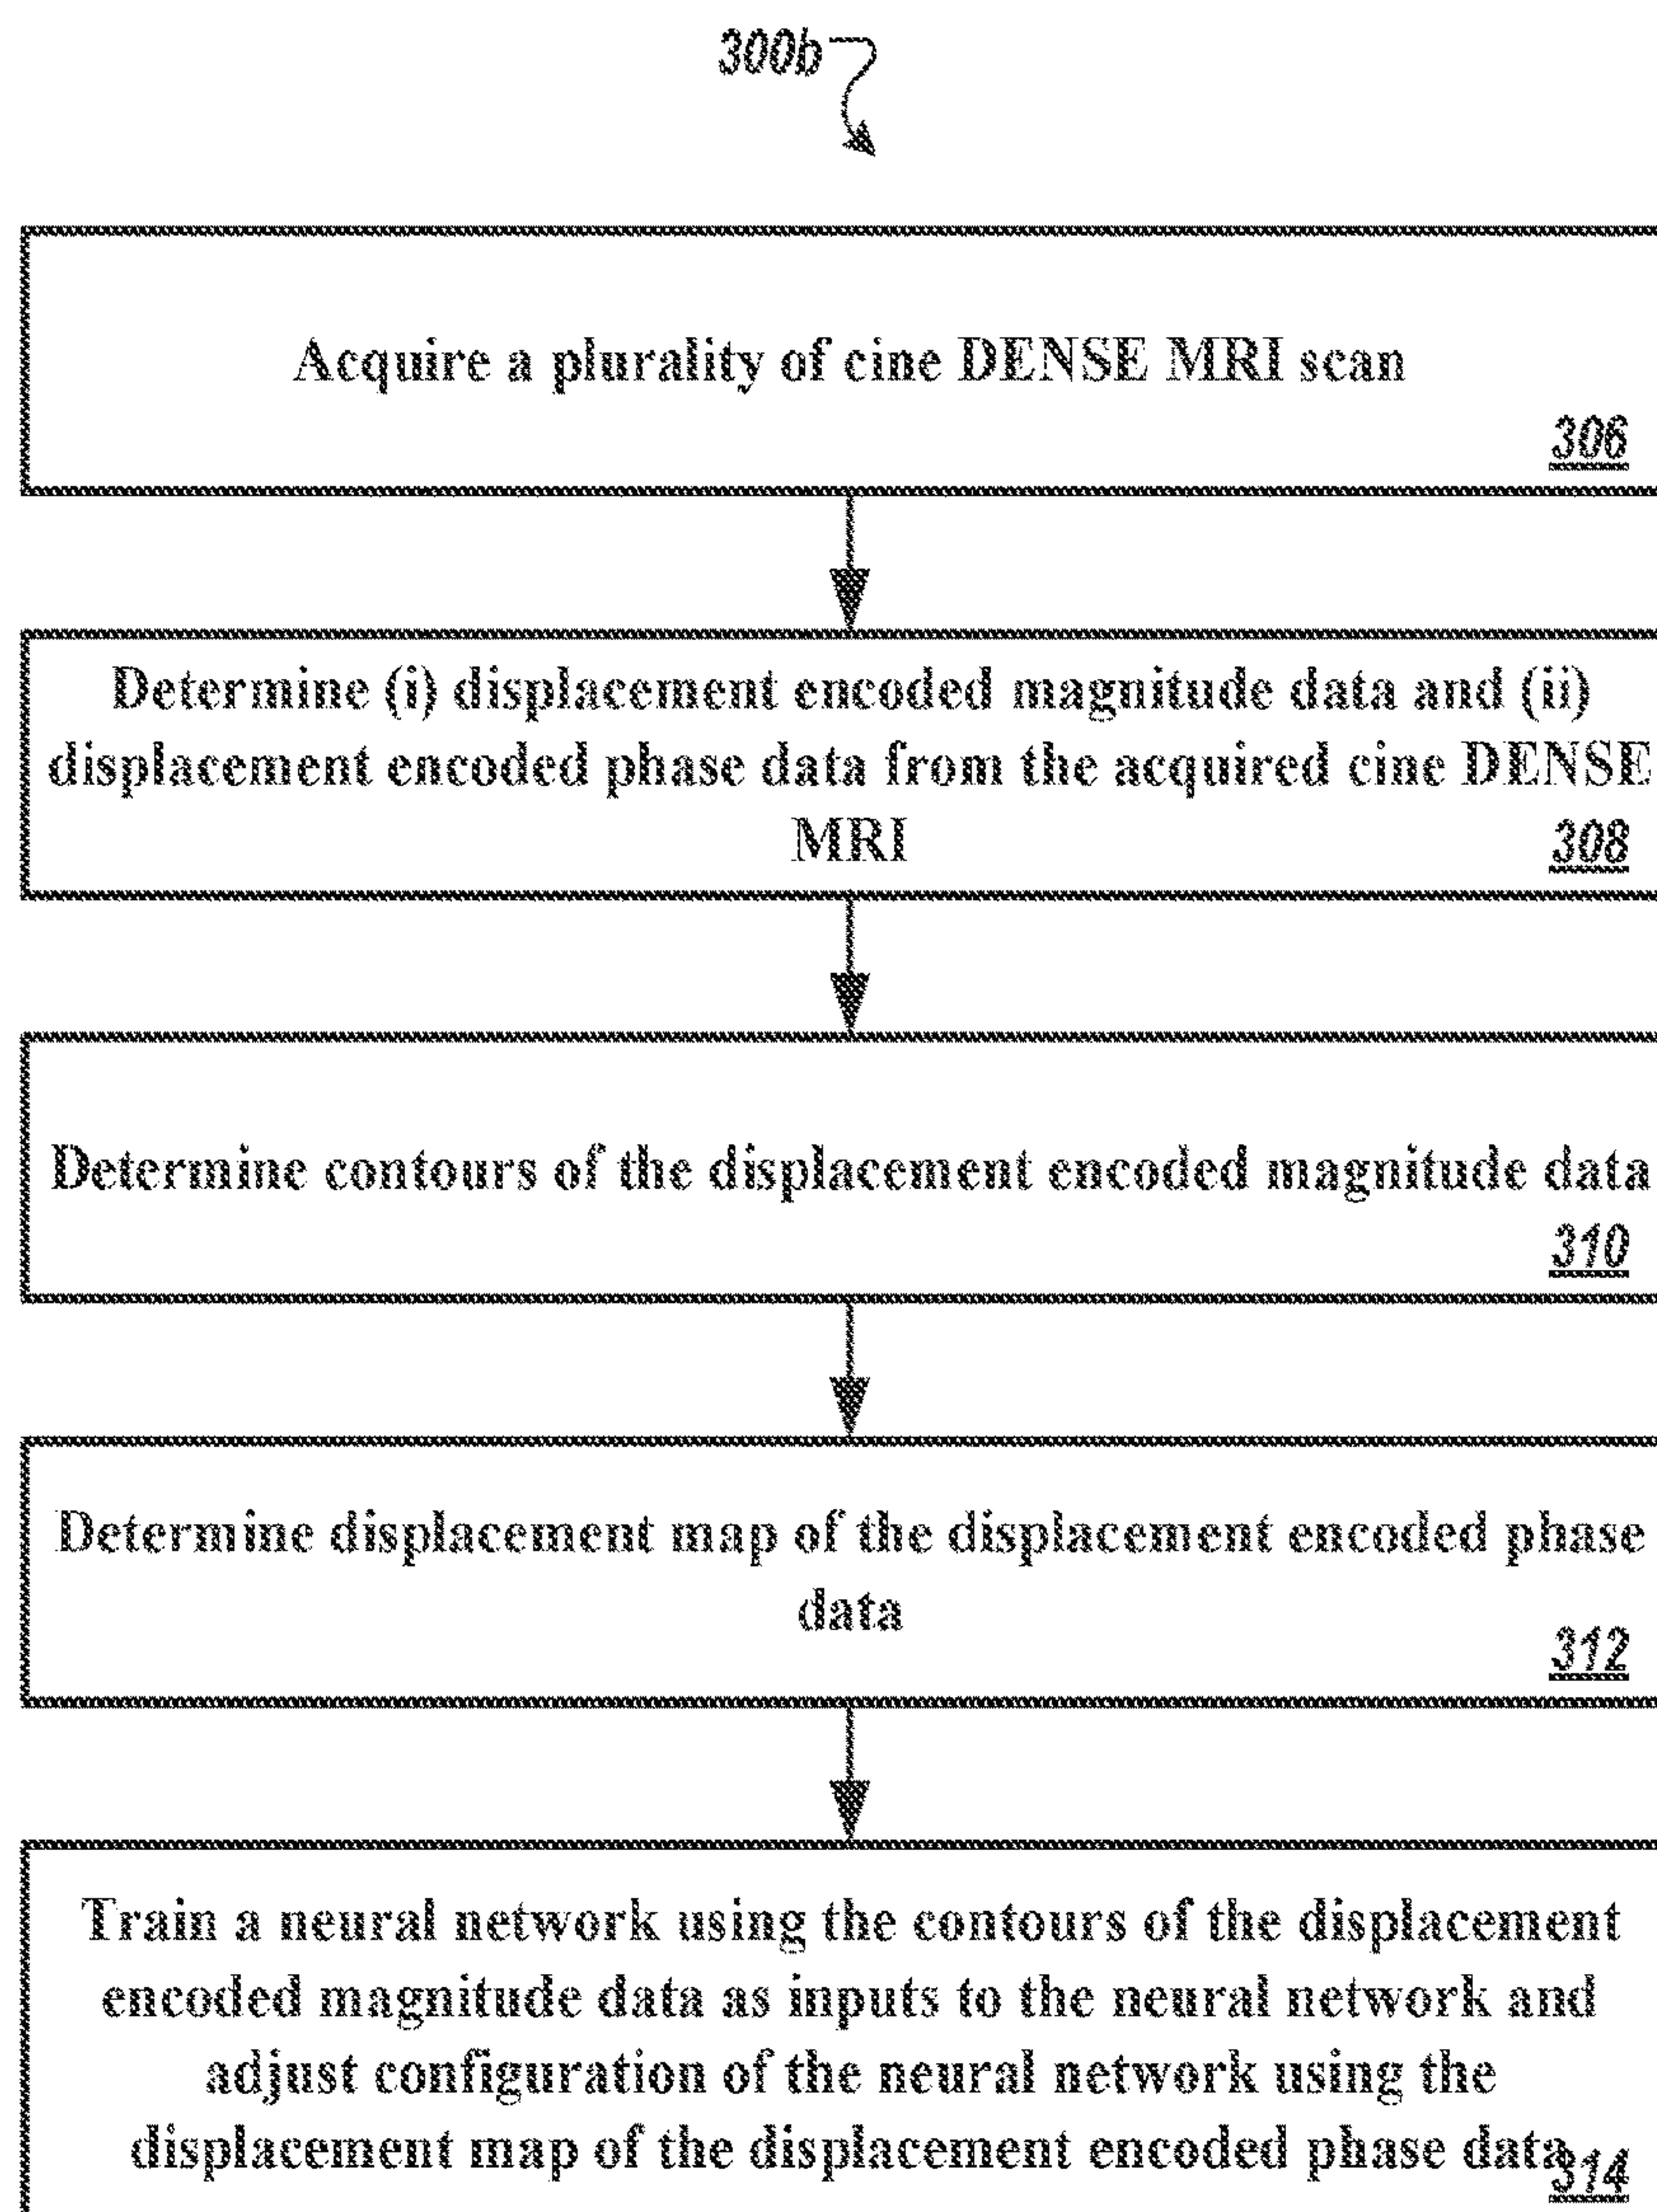 300b
Acquire a plurality of cine DENSE MRI scan
306
Determine (i) displacement encoded magnitude data and (ii)
displacement encoded phase data from the acquired cine DENSE
MRI
308
Determine contours of the displacement encoded magnitude data
310
Determine displacement map of the displacement encoded phase
data
312
Train a neural network using the contours of the displacement
encoded magnitude data as inputs to the neural network and
adjust configuration of the neural network using the
displacement map of the displacement encoded phase data
314